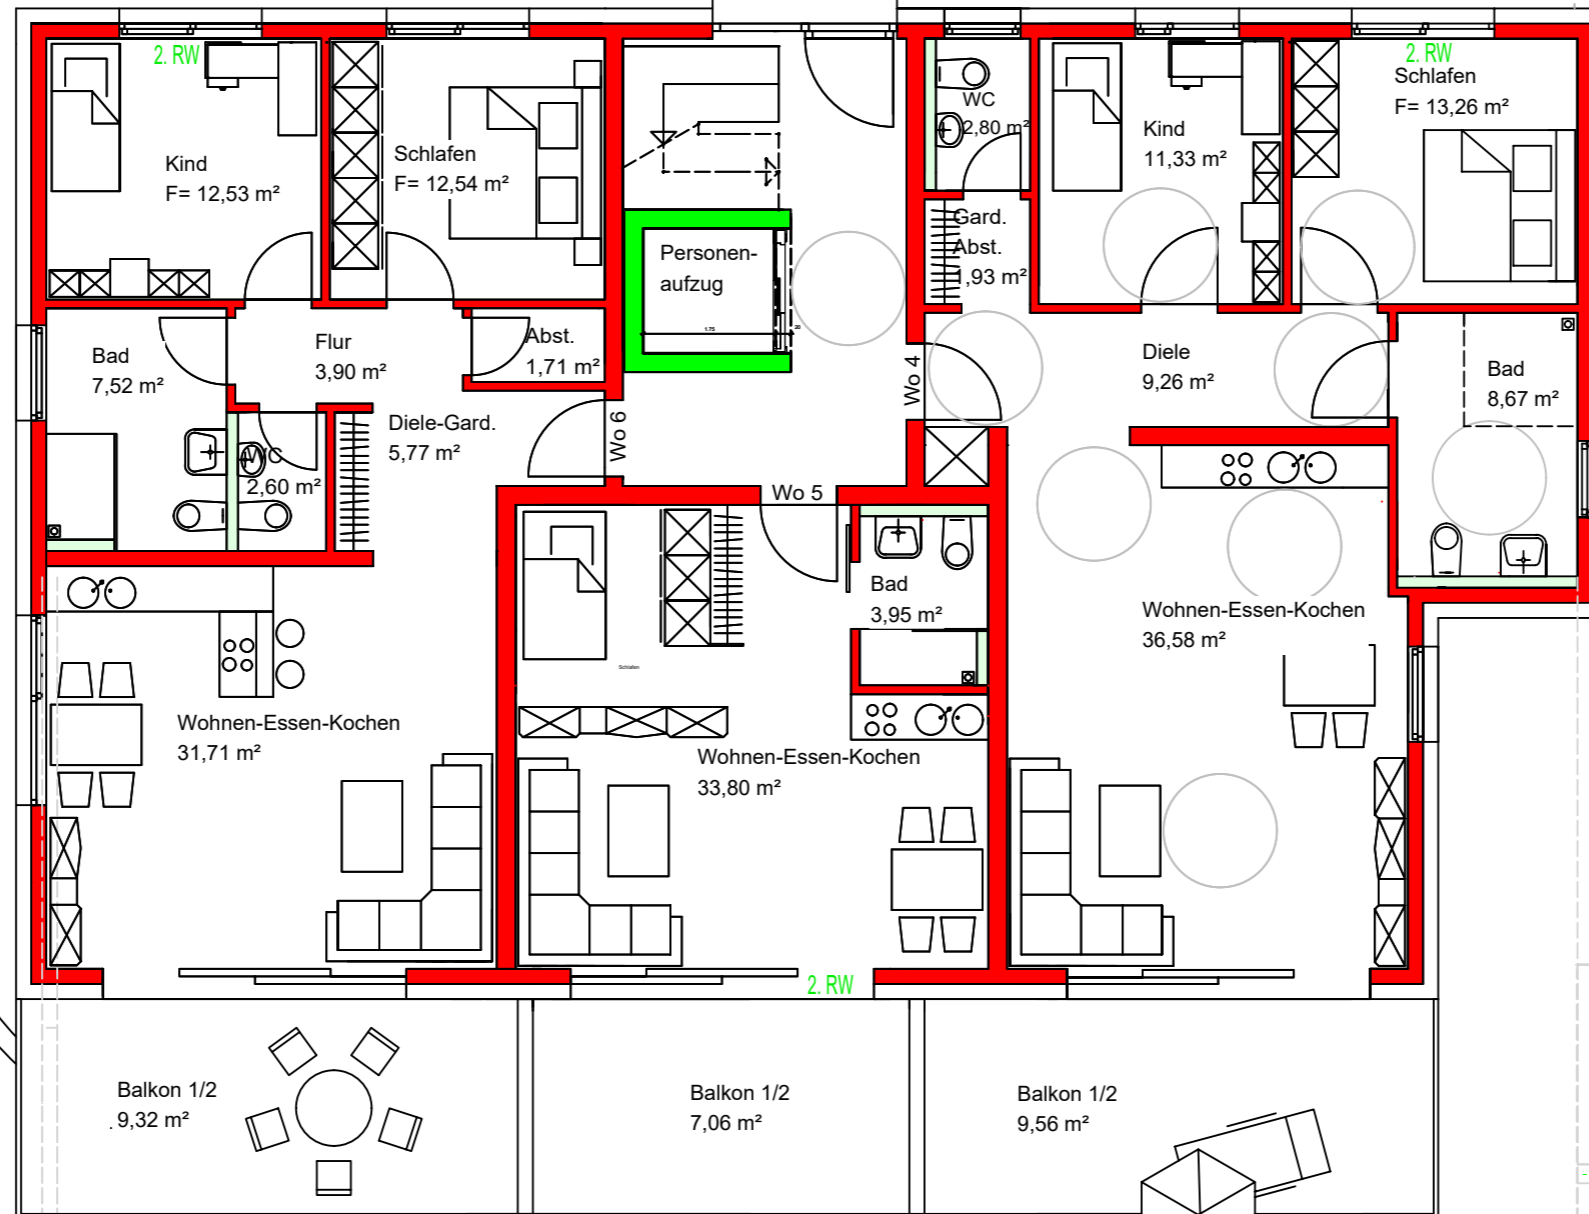 2. RW
Kind
F= 12,53 m²
Schlafen
F= 12,54 m²
Personen-
aufzug
1.75
20
WC
2,80 m²
Gard.
Abst.
1,93 m²
Kind
11,33 m²
2. RW
Schlafen
F= 13,26 m²
Bad
7,52 m²
Flur
3,90 m²
Abst.
1,71 m²
Diele-Gard.
5,77 m²
WC
2,60 m²
Wo 6
Wo 5
Wo 4
Diele
9,26 m²
Bad
8,67 m²
Bad
3,95 m²
Schlafen
Wohnen-Essen-Kochen
31,71 m²
Wohnen-Essen-Kochen
33,80 m²
Wohnen-Essen-Kochen
36,58 m²
2. RW
Balkon 1/2
9,32 m²
Balkon 1/2
7,06 m²
Balkon 1/2
9,56 m²